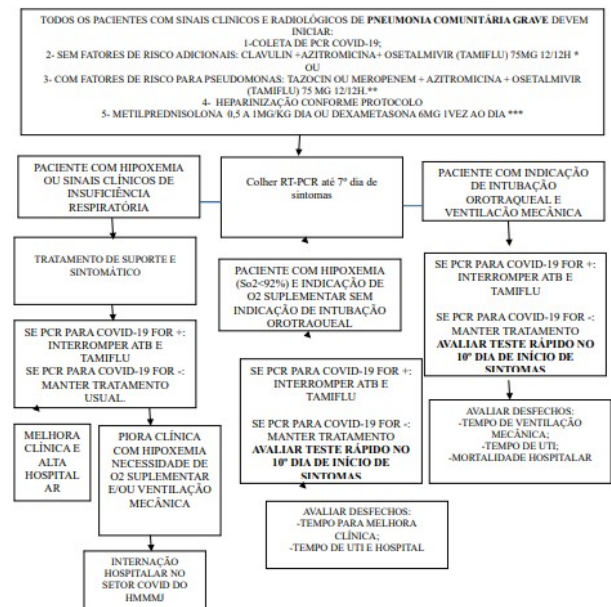 TODOS OS PACIENTES COM SINAIS CLINICOS E RADIOLÓGICOS DE PNEUMONIA COMUNITÁRIA GRAVE DEVEM
INICIAR:
1-COLETA DE PCR COVID-19;
2- SEM FATORES DE RISCO ADICIONAIS: CLAVULIN +AZITROMICINA+ OSETALMIVIR (TAMIFLU) 75MG 12/12H *
OU
3- COM FATORES DE RISCO PARA PSEUDOMONAS: TAZOCIN OU MEROPENEM + AZITROMICINA + OSETALMIVIR
(TAMIFLU) 75 MG 12/12H.**
4- HEPARINIZAÇÃO CONFORME PROTOCOLO
5- METILPREDNISOLONA 0,5 A 1MG/KG DIA OU DEXAMETASONA 6MG 1VEZ AO DIA ***
PACIENTE COM HIPOXEMIA
OU SINAIS CLÍNICOS DE
INSUFICIÊNCIA
RESPIRATÓRIA
Colher RT-PCR até 7º dia de
sintomas
PACIENTE COM INDICAÇÃO
DE INTUBAÇÃO
OROTRAQUEAL E
VENTILACÃO MECÂNICA
TRATAMENTO DE SUPORTE E
SINTOMÁTICO
PACIENTE COM HIPOXEMIA
(So2<92%) E INDICAÇÃO DE
O2 SUPLEMENTAR SEM
INDICAÇÃO DE INTUBAÇÃO
OROTRAOUEAL
SE PCR PARA COVID-19 FOR +:
INTERROMPER ATB E
TAMIFLU
SE PCR PARA COVID-19 FOR -:
MANTER TRATAMENTO
AVALIAR TESTE RÁPIDO NO
10º DIA DE INÍCIO DE
SINTOMAS
SE PCR PARA COVID-19 FOR +:
INTERROMPER ATB E
TAMIFLU
SE PCR PARA COVID-19 FOR -:
MANTER TRATAMENTO
USUAL.
SE PCR PARA COVID-19 FOR +:
INTERROMPER ATB E
TAMIFLU
SE PCR PARA COVID-19 FOR -:
MANTER TRATAMENTO
AVALIAR TESTE RÁPIDO NO
10º DIA DE INÍCIO DE
SINTOMAS
MELHORA
CLÍNICA E
ALTA
HOSPITAL
AR
PIORA CLÍNICA
COM HIPOXEMIA
NECESSIDADE DE
O2 SUPLEMENTAR
E/OU VENTILAÇÃO
MECÂNICA
AVALIAR DESFECHOS:
-TEMPO DE VENTILAÇÃO
MECÂNICA;
-TEMPO DE UTI;
-MORTALIDADE HOSPITALAR
AVALIAR DESFECHOS:
-TEMPO PARA MELHORA
CLÍNICA;
-TEMPO DE UTI E HOSPITAL
INTERNAÇÃO
HOSPITALAR NO
SETOR COVID DO
HMMMJ